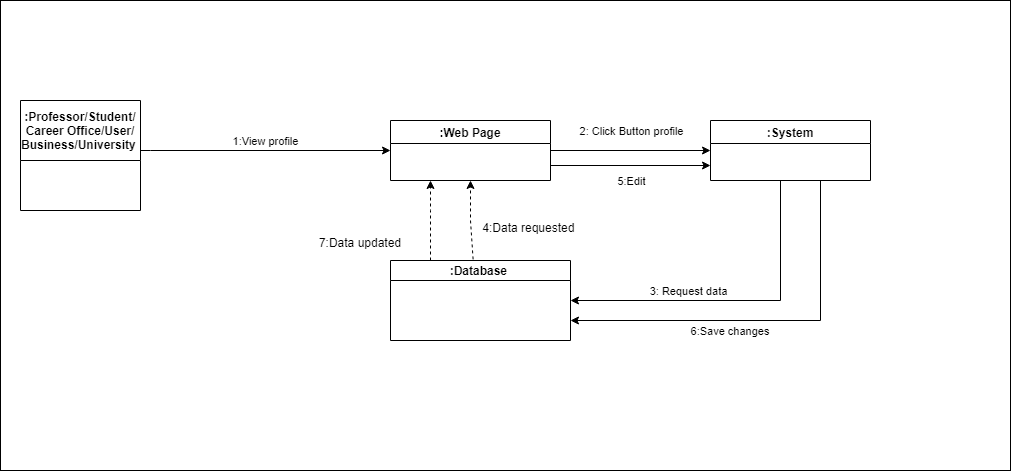 :Professor/Student/
Career Office/User/
Business/University
1:View profile
:Web Page
2: Click Button profile
:System
5:Edit
7:Data updated
4:Data requested
:Database
3: Request data
6:Save changes